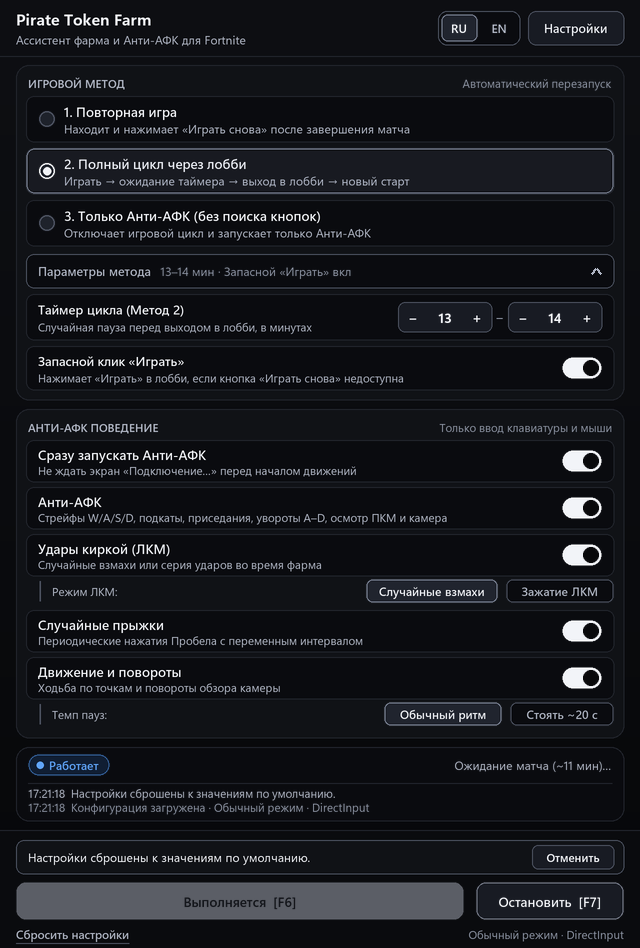 Pirate Token Farm
Ассистент фарма и Анти-АФК для Fortnite
RU EN Настройки
ИГРОВОЙ МЕТОД Автоматический перезапуск
1. Повторная игра
Находит и нажимает «Играть снова» после завершения матча
2. Полный цикл через лобби
Играть → ожидание таймера → выход в лобби → новый старт
3. Только Анти-АФК (без поиска кнопок)
Отключает игровой цикл и запускает только Анти-АФК
Параметры метода 13–14 мин · Запасной «Играть» вкл
Таймер цикла (Метод 2)
Случайная пауза перед выходом в лобби, в минутах
− 13 + – − 14 +
Запасной клик «Играть»
Нажимает «Играть» в лобби, если кнопка «Играть снова» недоступна
АНТИ-АФК ПОВЕДЕНИЕ Только ввод клавиатуры и мыши
Сразу запускать Анти-АФК
Не ждать экран «Подключение...» перед началом движений
Анти-АФК
Стрейфы W/A/S/D, подкаты, приседания, увороты A–D, осмотр ПКМ и камера
Удары киркой (ЛКМ)
Случайные взмахи или серия ударов во время фарма
Режим ЛКМ: Случайные взмахи Зажатие ЛКМ
Случайные прыжки
Периодические нажатия Пробела с переменным интервалом
Движение и повороты
Ходьба по точкам и повороты обзора камеры
Темп пауз: Обычный ритм Стоять ~20 с
Работает Ожидание матча (~11 мин)...
17:21:18 Настройки сброшены к значениям по умолчанию.
17:21:18 Конфигурация загружена · Обычный режим · DirectInput
Настройки сброшены к значениям по умолчанию. Отменить
Выполняется [F6] Остановить [F7]
Сбросить настройки Обычный режим · DirectInput